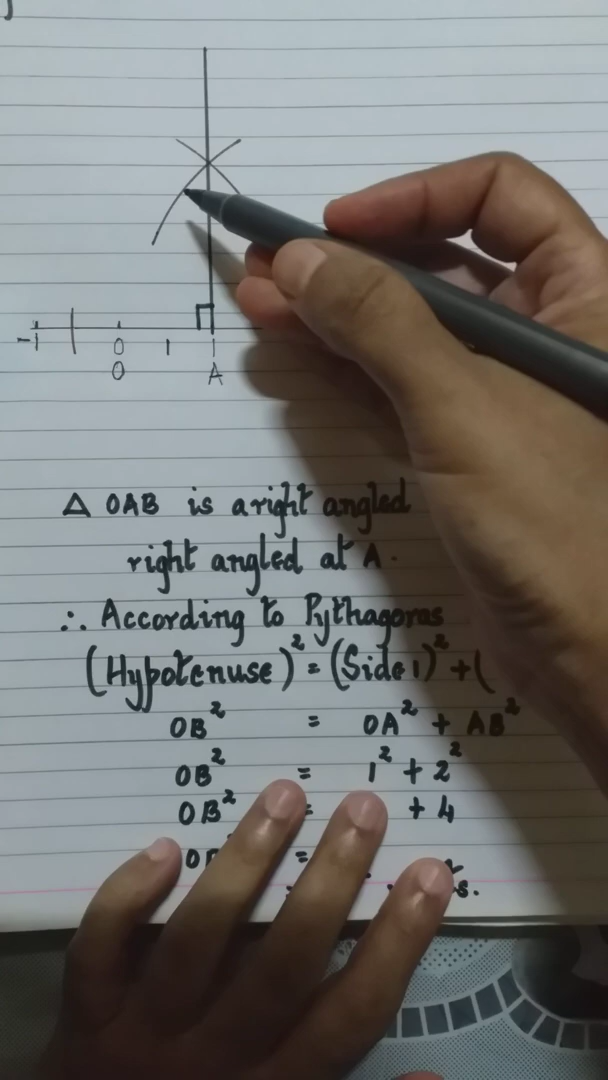 -1 0 1
O A
△ OAB is a right angled
right angled at A.
∴ According to Pythagoras
(Hypotenuse)² = (Side 1)² + (
OB² = OA² + AB²
OB² = 1² + 2²
OB² = + 4
=
s.